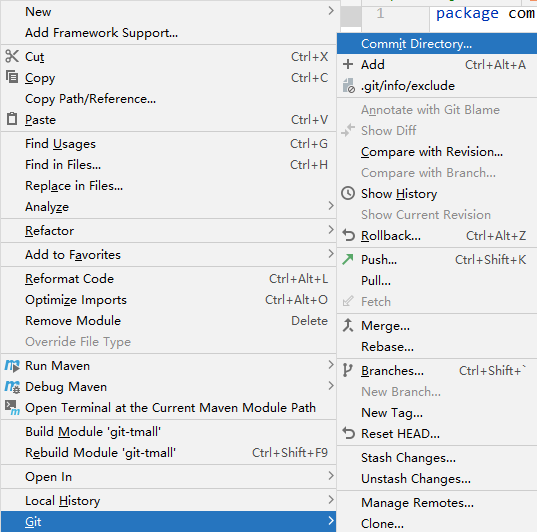 New
Add Framework Support...
Cut Ctrl+X
Copy Ctrl+C
Copy Path/Reference...
Paste Ctrl+V
Find Usages Ctrl+G
Find in Files... Ctrl+H
Replace in Files...
Analyze
Refactor
Add to Favorites
Reformat Code Ctrl+Alt+L
Optimize Imports Ctrl+Alt+O
Remove Module Delete
Override File Type
Run Maven
Debug Maven
Open Terminal at the Current Maven Module Path
Build Module 'git-tmall'
Rebuild Module 'git-tmall' Ctrl+Shift+F9
Open In
Local History
Git
1 package com
Commit Directory...
Add Ctrl+Alt+A
.git/info/exclude
Annotate with Git Blame
Show Diff
Compare with Revision...
Compare with Branch...
Show History
Show Current Revision
Rollback... Ctrl+Alt+Z
Push... Ctrl+Shift+K
Pull...
Fetch
Merge...
Rebase...
Branches... Ctrl+Shift+`
New Branch...
New Tag...
Reset HEAD...
Stash Changes...
Unstash Changes...
Manage Remotes...
Clone...